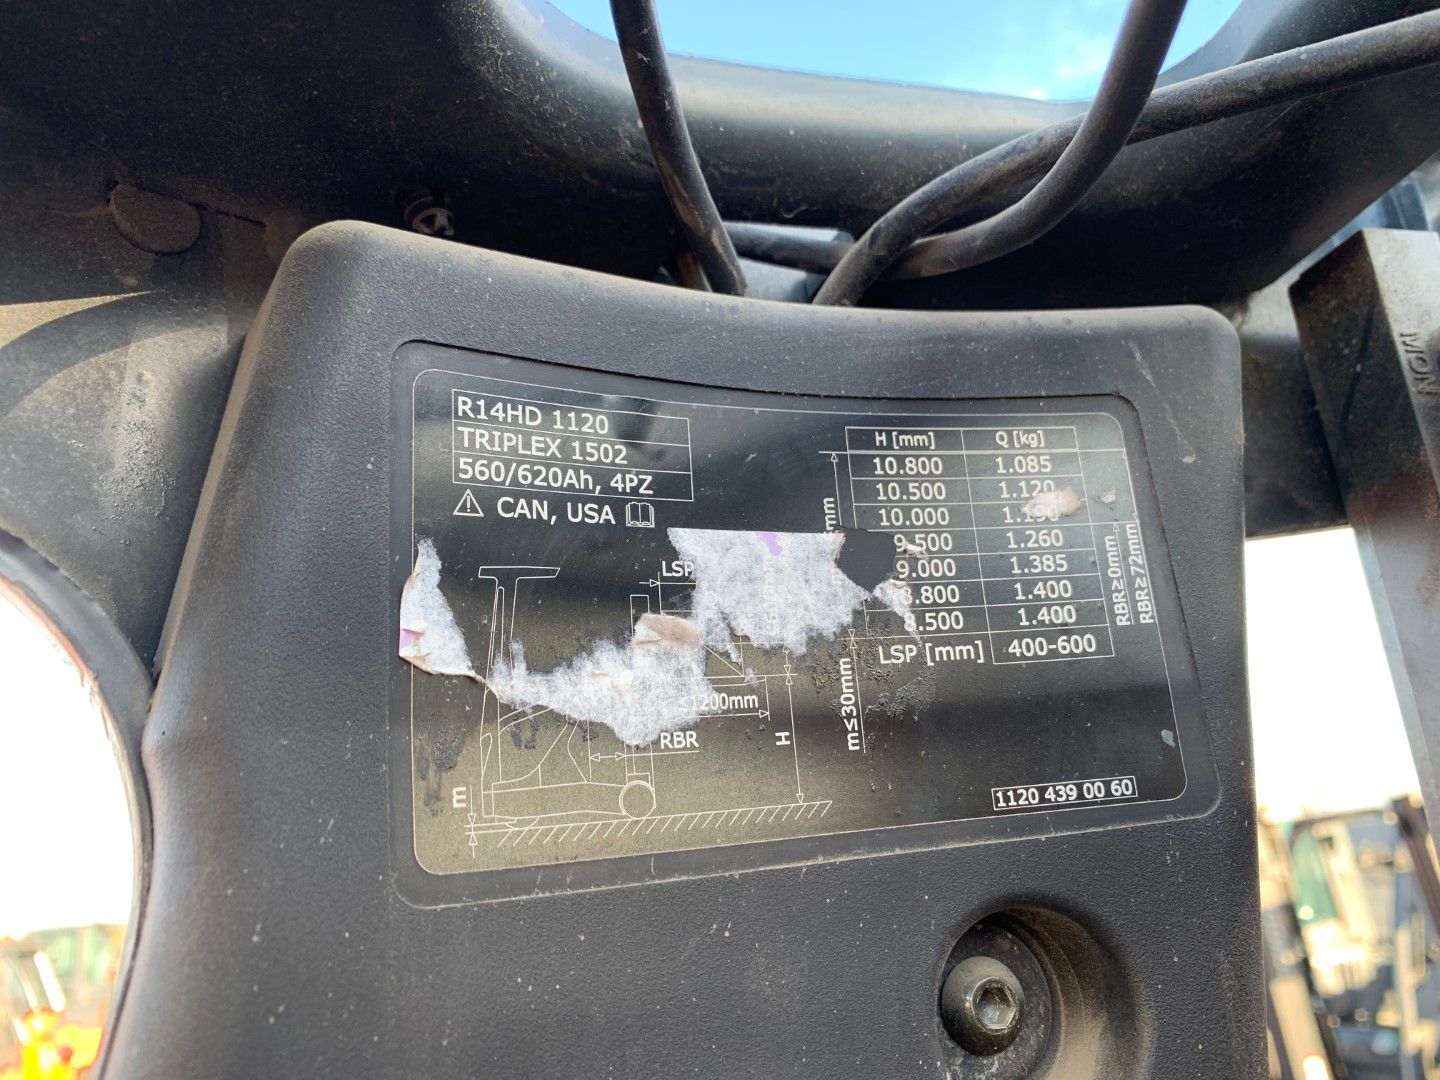 R14HD 1120
TRIPLEX 1502
560/620Ah, 4PZ
CAN, USA
H [mm] Q [kg]
10.800 1.085
10.500 1.120
10.000
9.500 1.260
9.000 1.385
8.800 1.400
8.500 1.400
LSP [mm] 400-600
RBR≥0mm
RBR≥72mm
LSP
≤1200mm
RBR
H
m≤30mm
m
1120 439 00 60